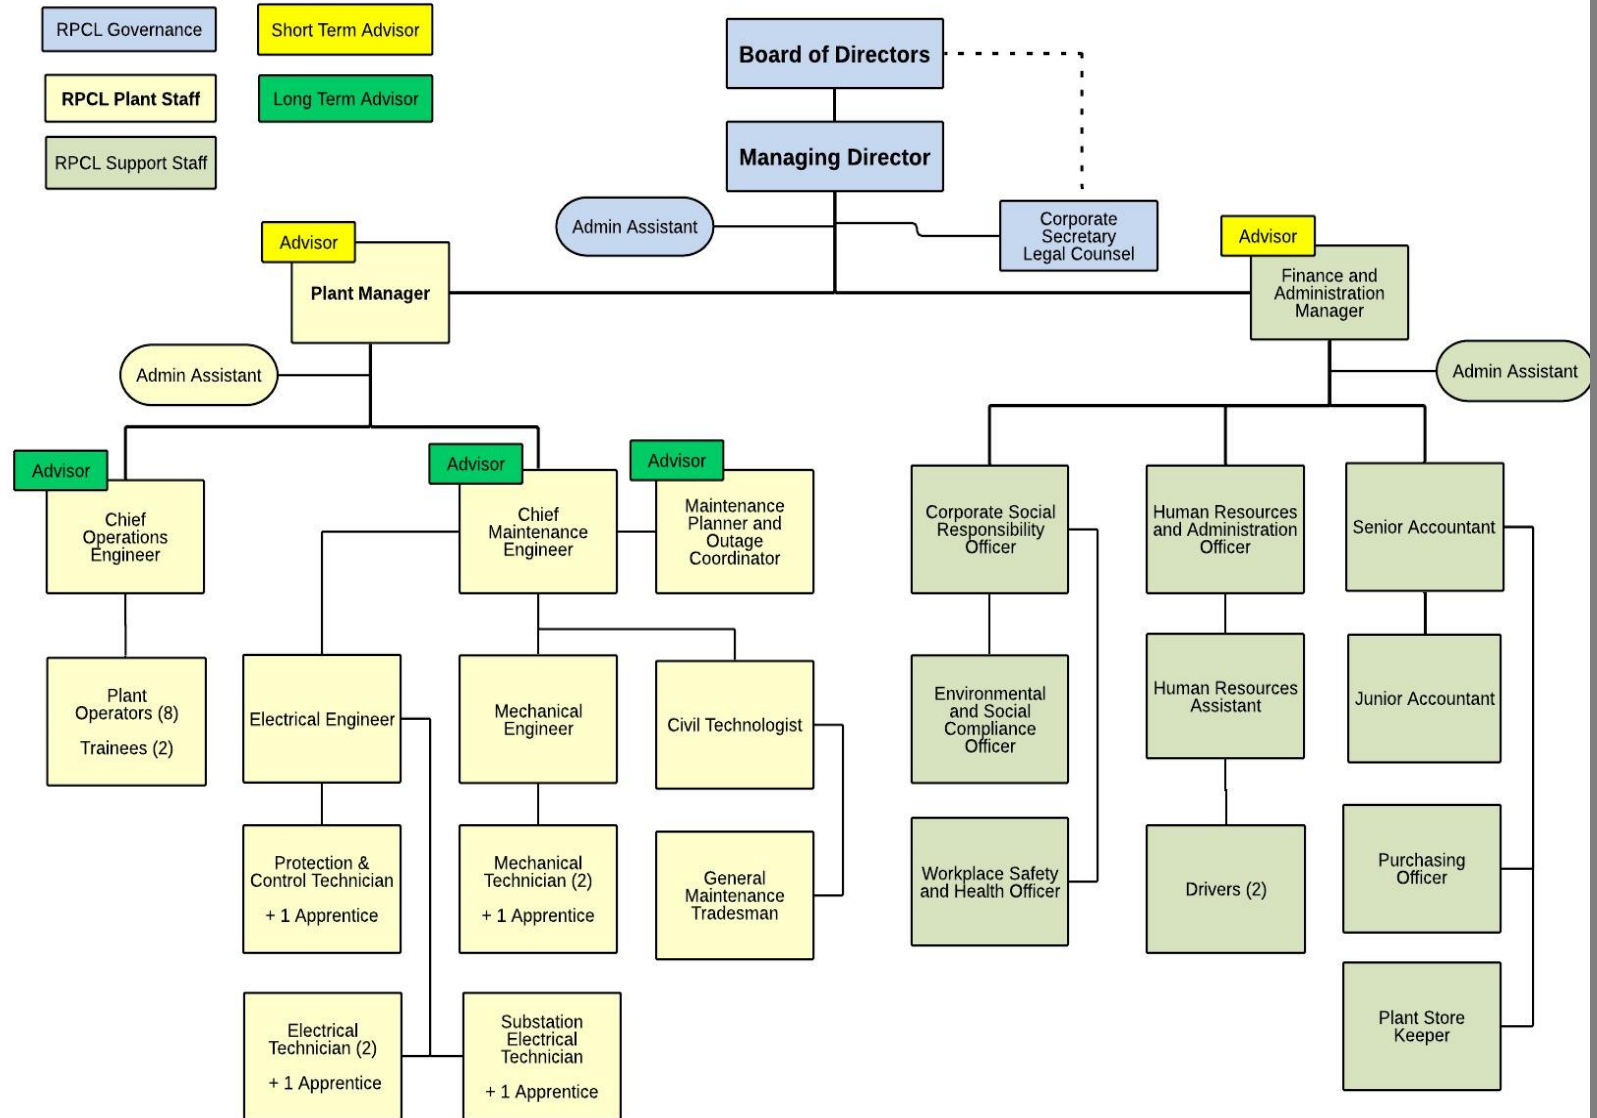 RPCL Governance
Short Term Advisor
RPCL Plant Staff
Long Term Advisor
RPCL Support Staff
Board of Directors
Managing Director
Admin Assistant
Corporate
Secretary
Legal Counsel
Advisor
Plant Manager
Advisor
Finance and
Administration
Manager
Admin Assistant
Admin Assistant
Advisor
Chief
Operations
Engineer
Advisor
Chief
Maintenance
Engineer
Advisor
Maintenance
Planner and
Outage
Coordinator
Corporate Social
Responsibility
Officer
Human Resources
and Administration
Officer
Senior Accountant
Plant
Operators (8)
Trainees (2)
Electrical Engineer
Mechanical
Engineer
Civil Technologist
Environmental
and Social
Compliance
Officer
Human Resources
Assistant
Junior Accountant
Protection &
Control Technician
+ 1 Apprentice
Mechanical
Technician (2)
+ 1 Apprentice
General
Maintenance
Tradesman
Workplace Safety
and Health Officer
Drivers (2)
Purchasing
Officer
Electrical
Technician (2)
+ 1 Apprentice
Substation
Electrical
Technician
+ 1 Apprentice
Plant Store
Keeper